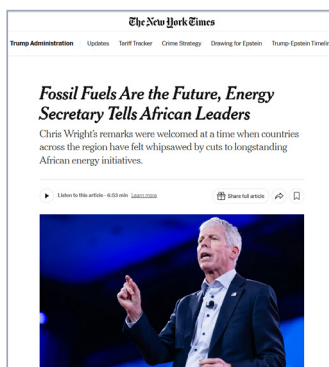 The New York Times
Trump Administration Updates Tariff Tracker Crime Strategy Drawing for Epstein Trump-Epstein Timeli
Fossil Fuels Are the Future, Energy
Secretary Tells African Leaders
Chris Wright’s remarks were welcomed at a time when countries
across the region have felt whipsawed by cuts to longstanding
African energy initiatives.
Listen to this article · 6:53 min Learn more
Share full article